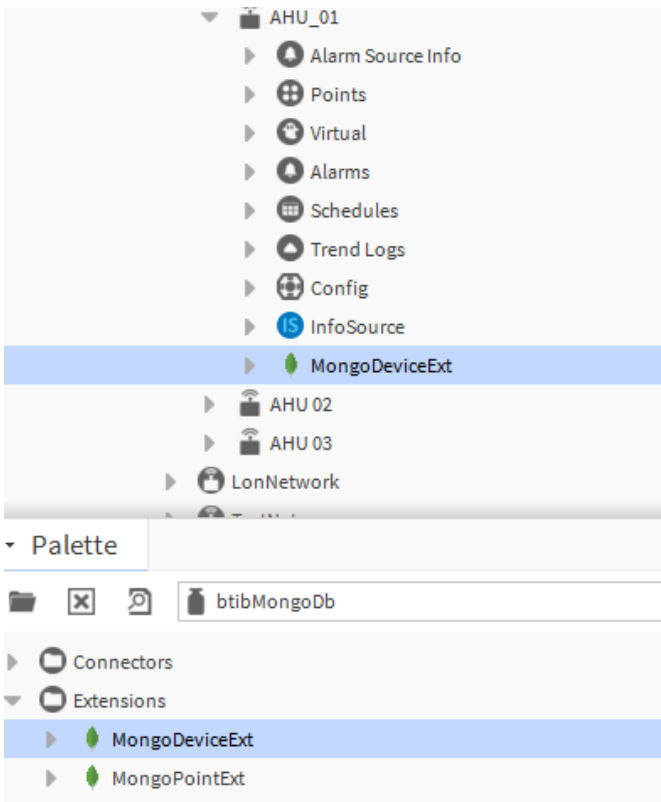 AHU_01
Alarm Source Info
Points
Virtual
Alarms
Schedules
Trend Logs
Config
IS InfoSource
MongoDeviceExt
AHU 02
AHU 03
LonNetwork
Palette
btibMongoDb
Connectors
Extensions
MongoDeviceExt
MongoPointExt